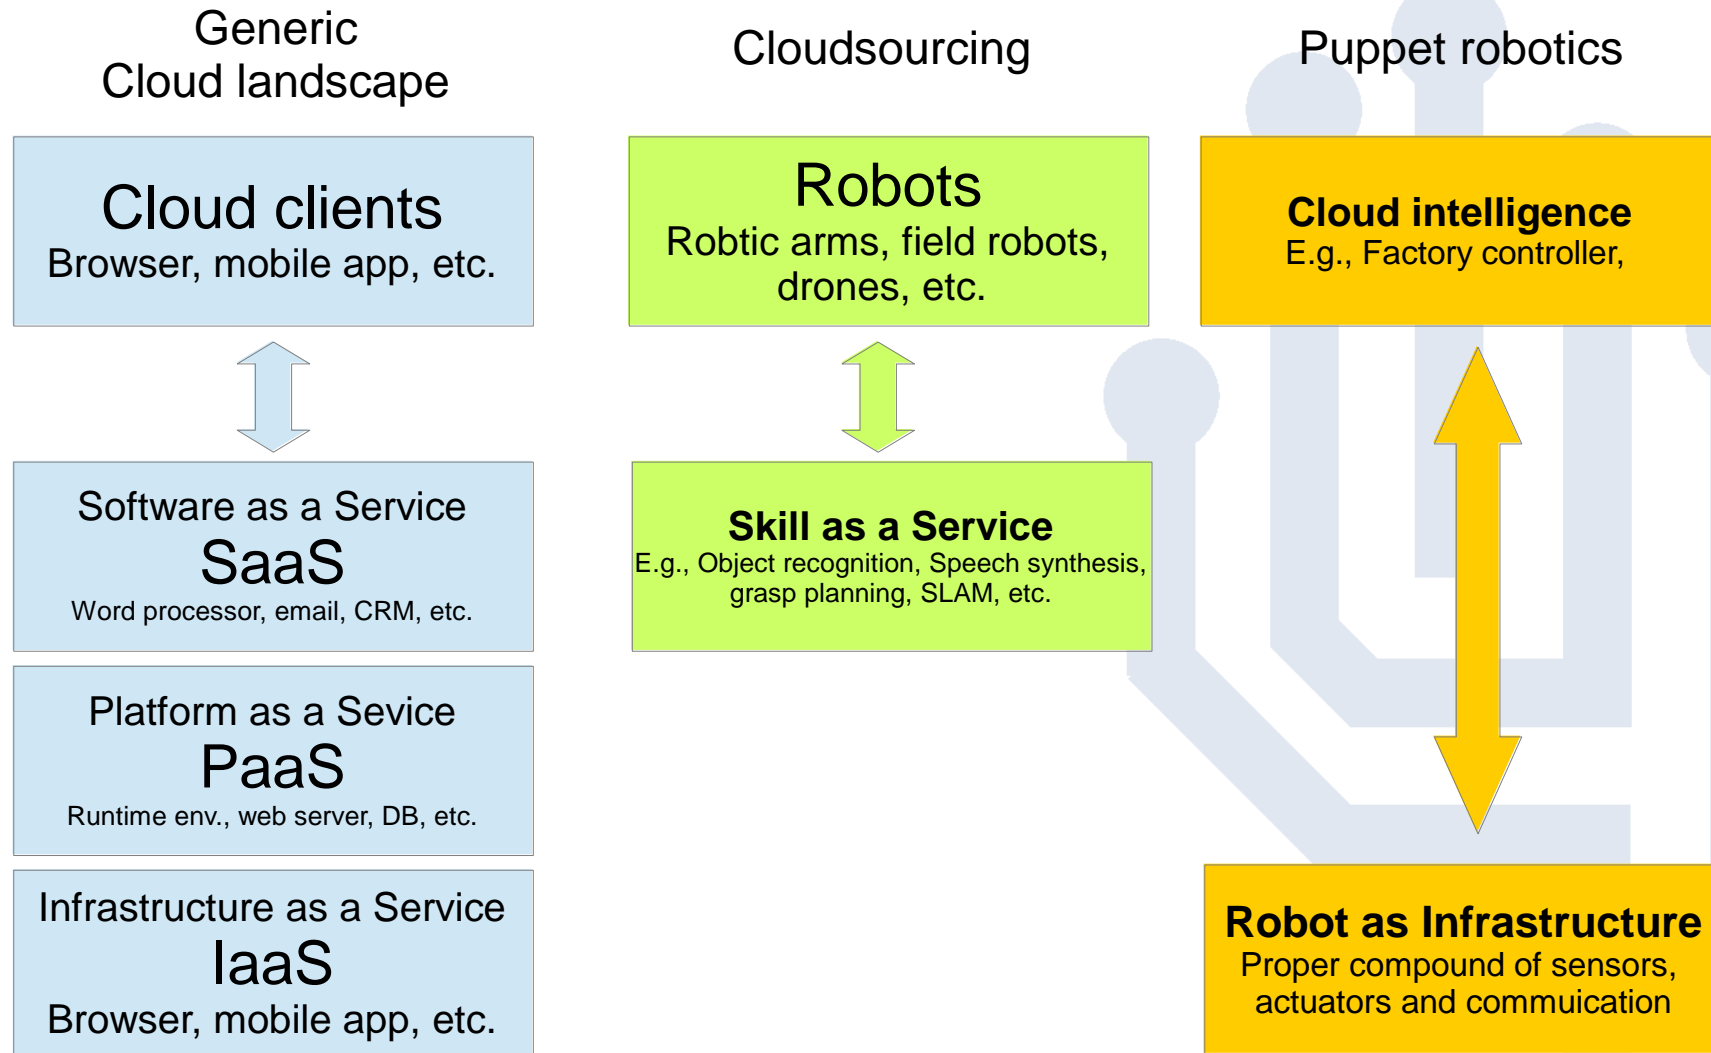 Generic
Cloud landscape
Cloud clients
Browser, mobile app, etc.
Software as a Service
SaaS
Word processor, email, CRM, etc.
Platform as a Sevice
PaaS
Runtime env., web server, DB, etc.
Infrastructure as a Service
IaaS
Browser, mobile app, etc.
Cloudsourcing
Robots
Robtic arms, field robots,
drones, etc.
Skill as a Service
E.g., Object recognition, Speech synthesis,
grasp planning, SLAM, etc.
Puppet robotics
Cloud intelligence
E.g., Factory controller,
Robot as Infrastructure
Proper compound of sensors,
actuators and commuication